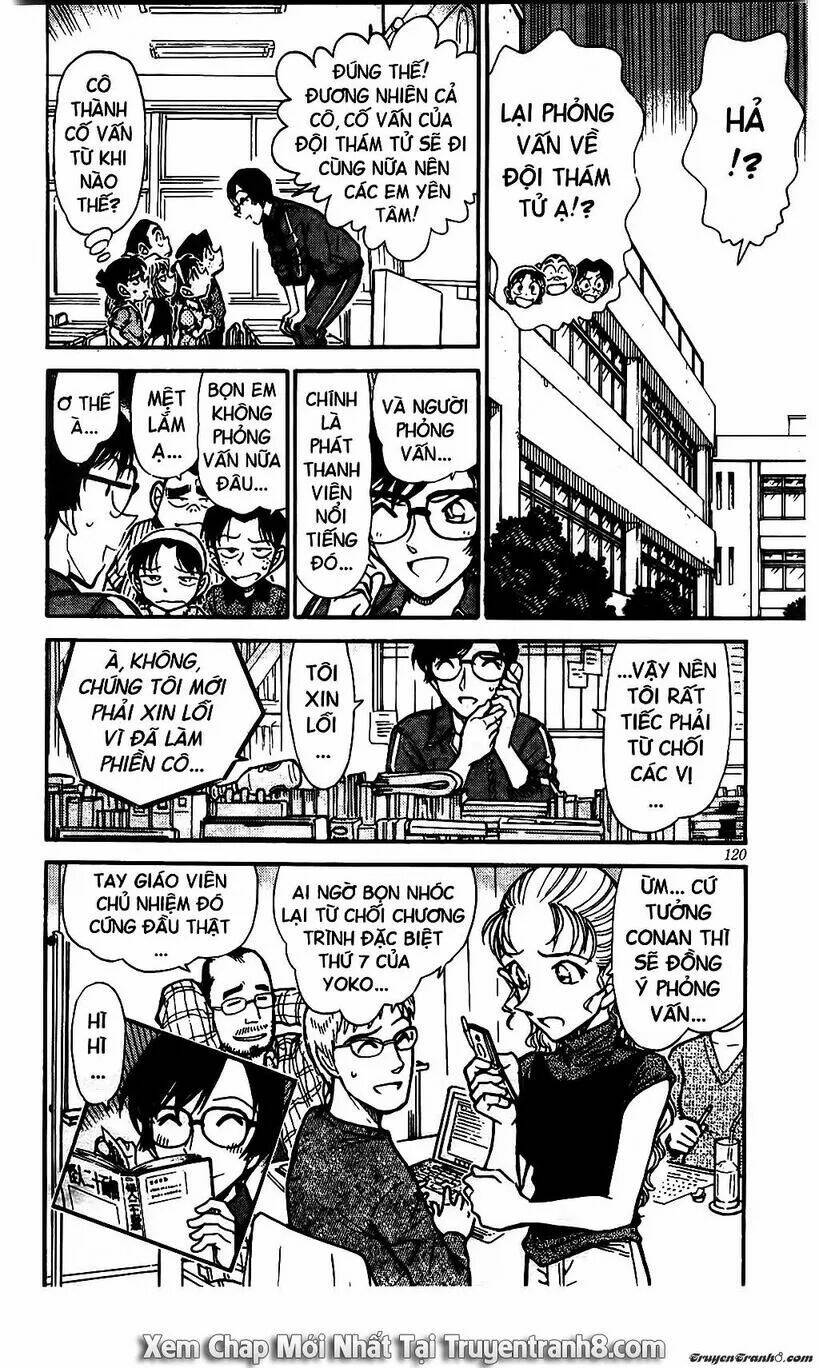 HẢ
!?
LẠI PHỎNG
VẤN VỀ
ĐỘI THÁM
TỬ Ạ!?
ĐÚNG THẾ!
ĐƯƠNG NHIÊN CẢ
CÔ, CỐ VẤN CỦA
ĐỘI THÁM TỬ SẼ ĐI
CÙNG NỮA NÊN
CÁC EM YÊN
TÂM!
CÔ
THÀNH
CỐ VẤN
TỪ KHI
NÀO
THẾ?
VÀ NGƯỜI
PHỎNG
VẤN...
CHÍNH
LÀ
PHÁT
THANH
VIÊN
NỔI
TIẾNG
ĐÓ...
BỌN EM
KHÔNG
PHỎNG
VẤN NỮA
ĐÂU...
MỆT
LẮM
Ạ...
Ơ THẾ
À...
...VẬY NÊN
TÔI RẤT
TIẾC PHẢI
TỪ CHỐI
CÁC VỊ
...
TÔI
XIN
LỖI
...
À, KHÔNG,
CHÚNG TÔI MỚI
PHẢI XIN LỖI
VÌ ĐÃ LÀM
PHIỀN CÔ...
120
ỪM... CỨ
TƯỞNG
CONAN THÌ
SẼ ĐỒNG
Ý PHỎNG
VẤN...
AI NGỜ BỌN NHÓC
LẠI TỪ CHỐI CHƯƠNG
TRÌNH ĐẶC BIỆT
THỨ 7 CỦA
YOKO...
TAY GIÁO VIÊN
CHỦ NHIỆM ĐÓ
CỨNG ĐẦU THẬT
...
HÌ
HÌ
...
Xem Chap Mới Nhất Tại Truyentranh8.com
TruyenTranh8.com